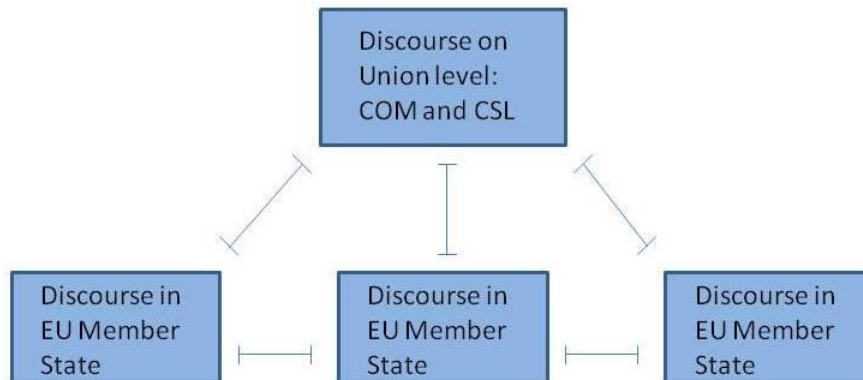 Discourse on
Union level:
COM and CSL
Discourse in
EU Member
State
Discourse in
EU Member
State
Discourse in
EU Member
State